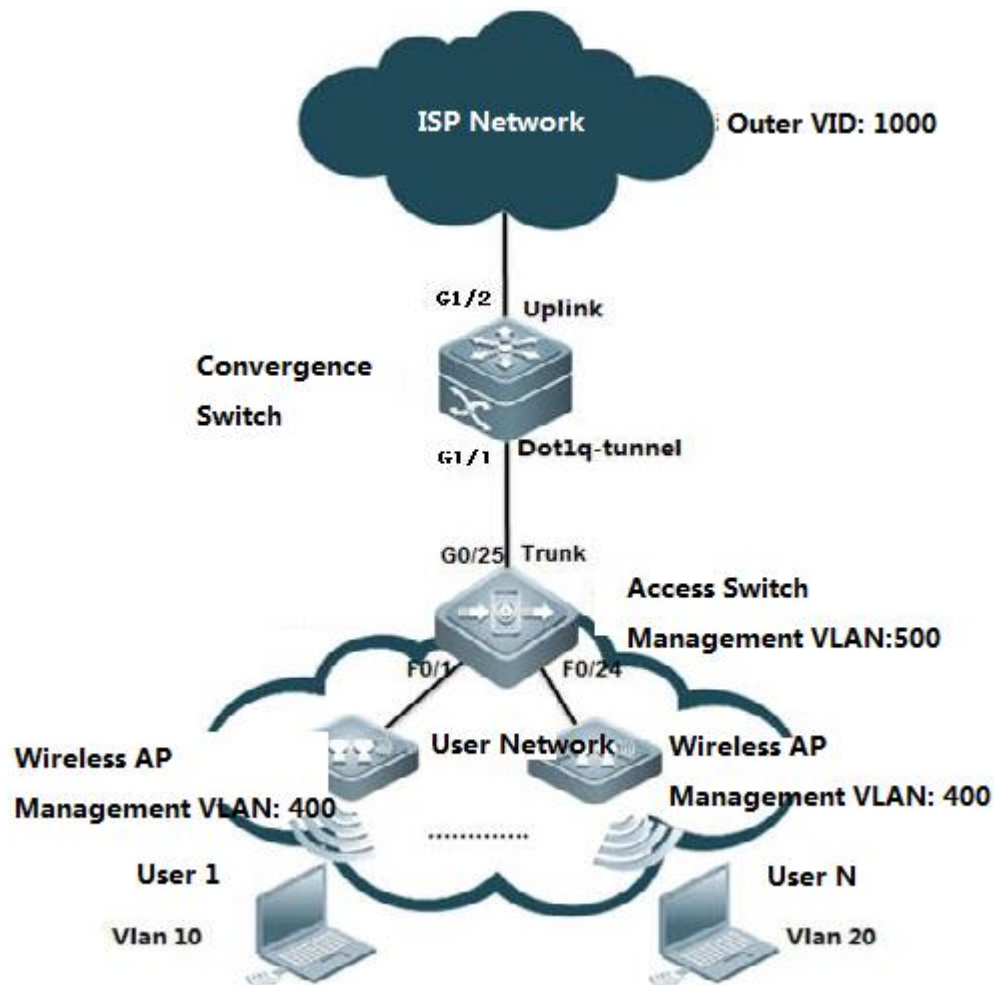 ISP Network
Outer VID: 1000
G1/2
Uplink
Convergence
Switch
Dot1q-tunnel
G1/1
G0/25
Trunk
Access Switch
Management VLAN:500
F0/1
F0/24
User Network
Wireless AP
Management VLAN: 400
Wireless AP
Management VLAN: 400
User 1
User N
Vlan 10
Vlan 20